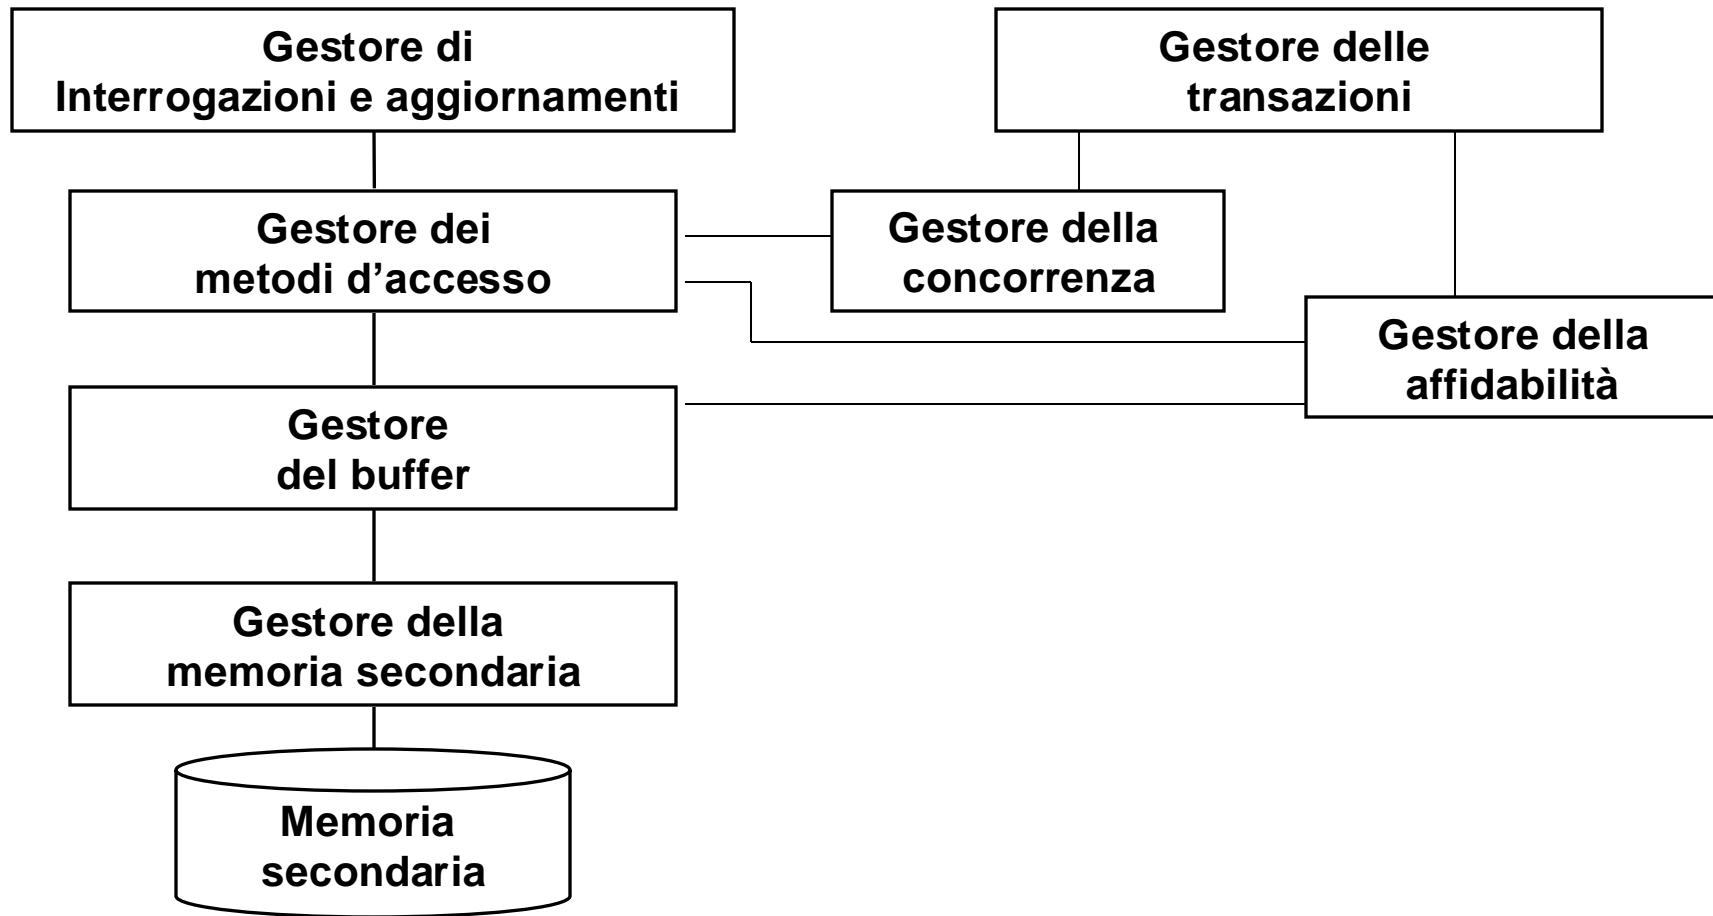 Gestore di
Interrogazioni e aggiornamenti
Gestore delle
transazioni
Gestore dei
metodi d’accesso
Gestore della
concorrenza
Gestore della
affidabilità
Gestore
del buffer
Gestore della
memoria secondaria
Memoria
secondaria